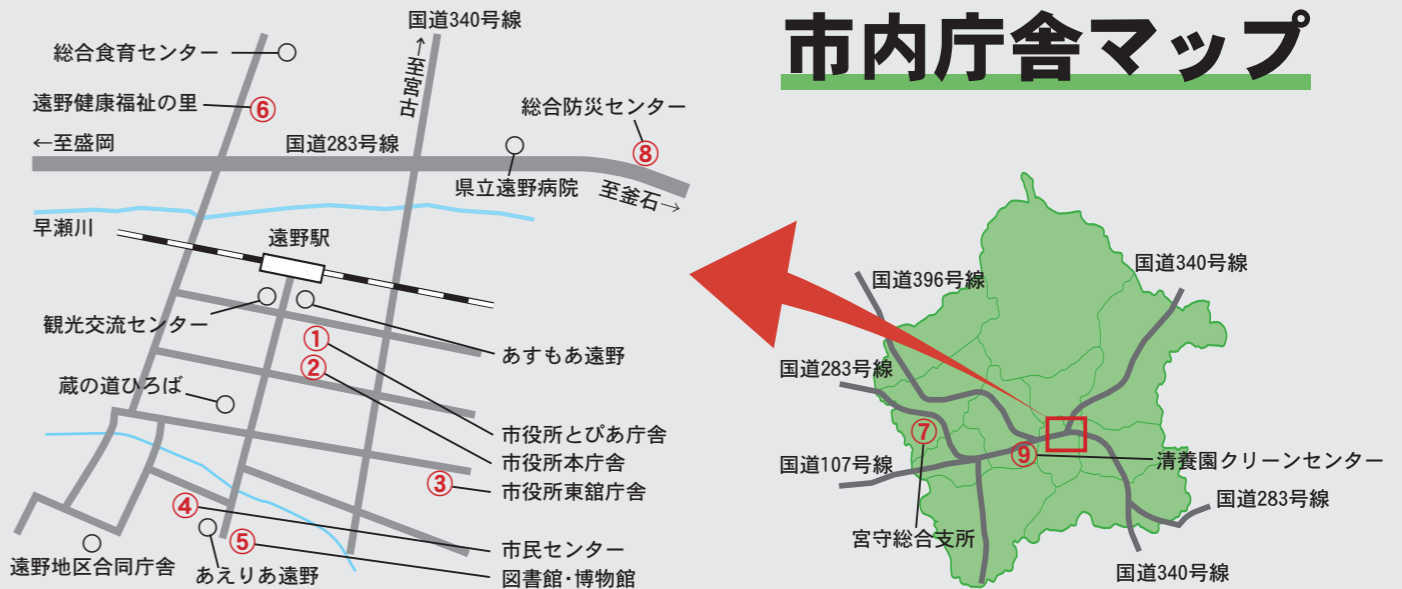 市内庁舎マップ
国道340号線
←至宮古
総合食育センター
遠野健康福祉の里
⑥
総合防災センター
⑧
←至盛岡
国道283号線
県立遠野病院
至釜石→
早瀬川
遠野駅
観光交流センター
あすもあ遠野
①
②
蔵の道ひろば
市役所とぴあ庁舎
市役所本庁舎
③
市役所東舘庁舎
④
⑤
市民センター
図書館・博物館
遠野地区合同庁舎
あえりあ遠野
国道396号線
国道340号線
国道283号線
⑦
⑨
国道107号線
清養園クリーンセンター
国道283号線
宮守総合支所
国道340号線